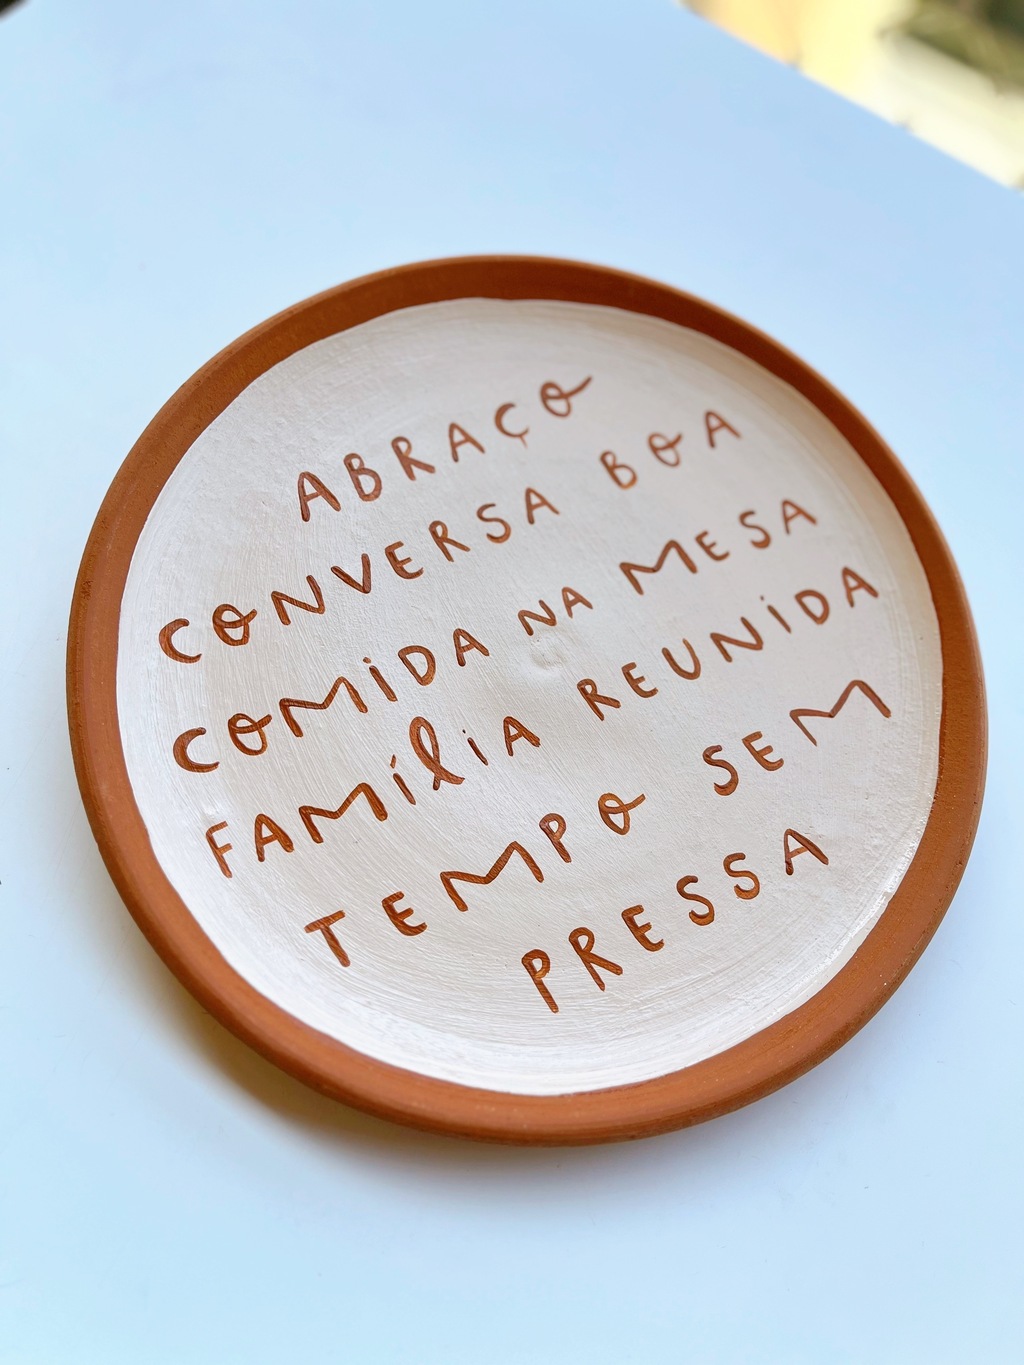 ABRAÇO
CONVERSA BOA
COMIDA NA MESA
FAMÍLIA REUNIDA
TEMPO SEM
PRESSA